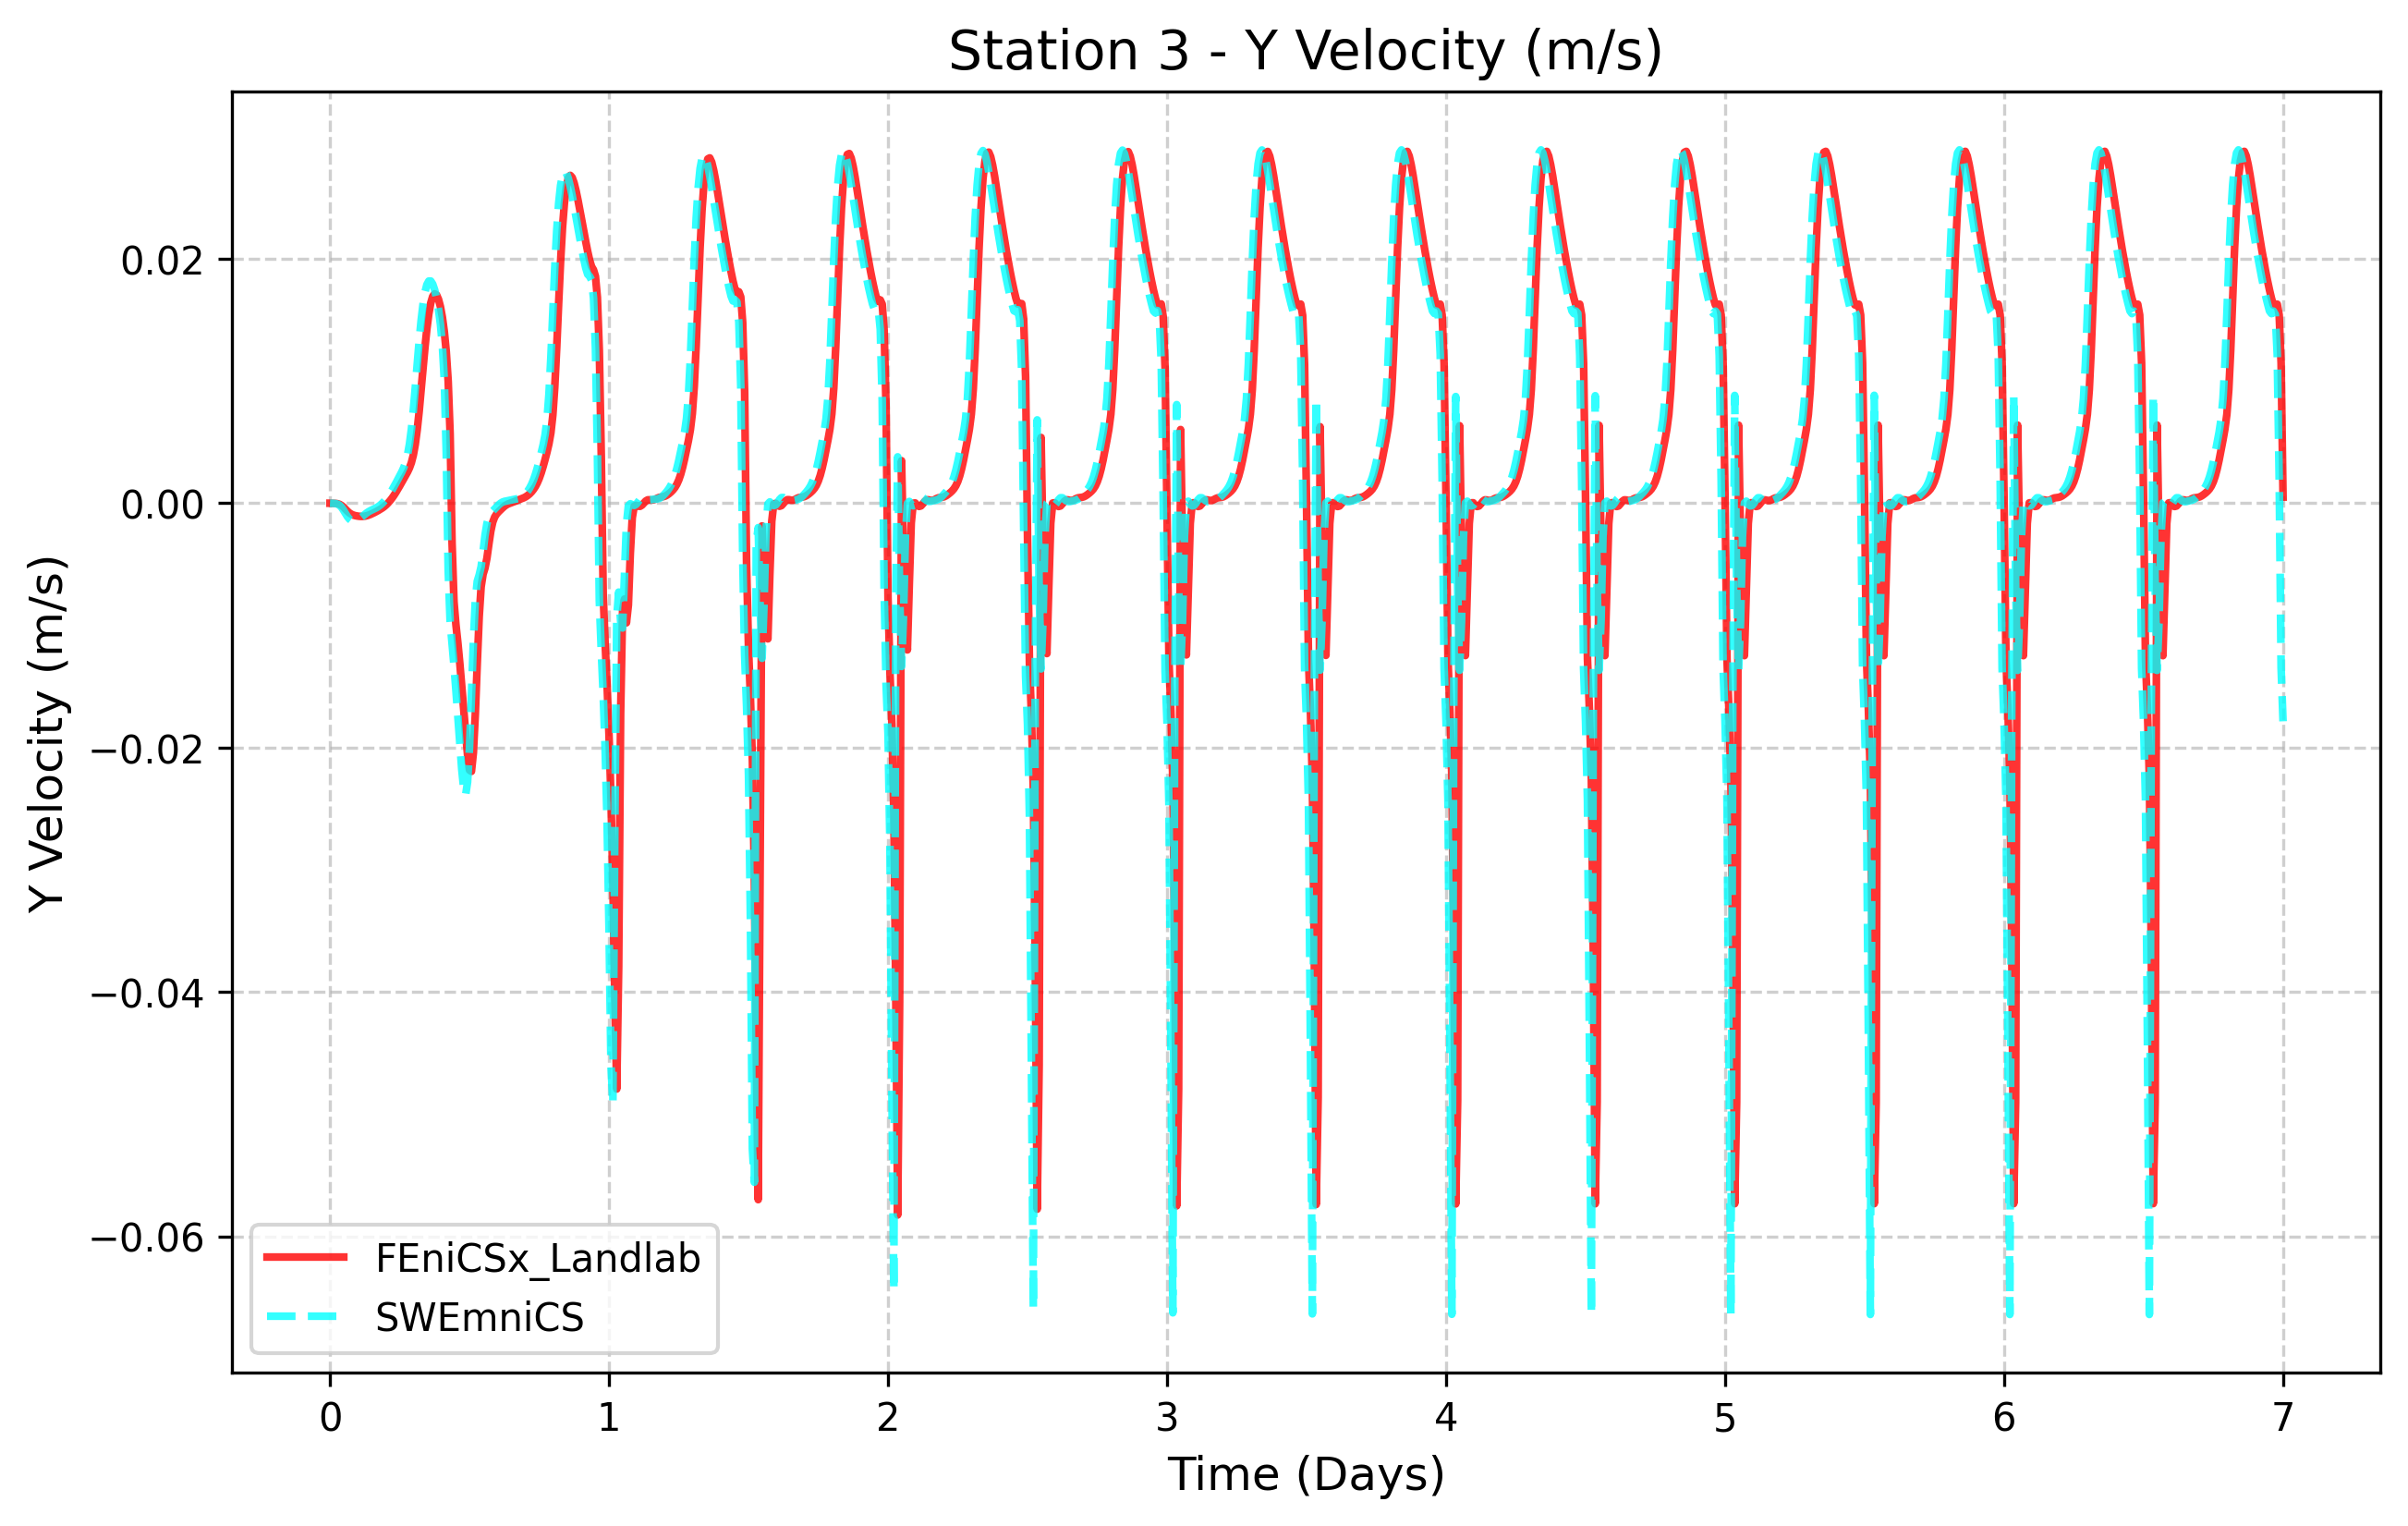 Station 3 - Y Velocity (m/s)
Y Velocity (m/s)
0.02
0.00
−0.02
−0.04
−0.06
FEniCSx_Landlab
SWEmniCS
0 1 2 3 4 5 6 7
Time (Days)